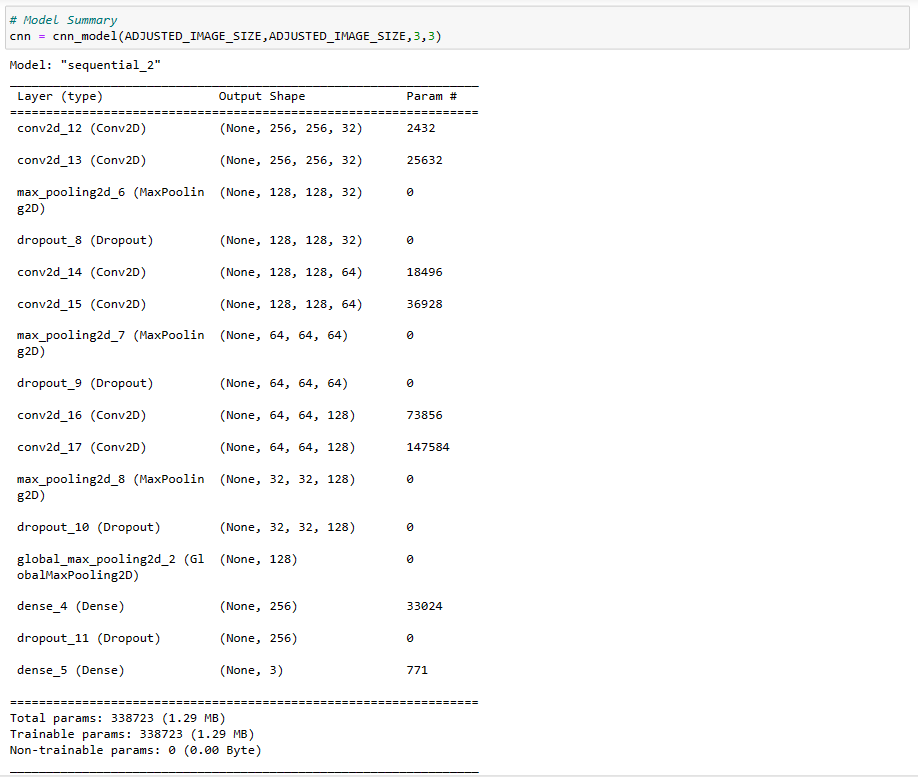 # Model Summary
cnn = cnn_model(ADJUSTED_IMAGE_SIZE,ADJUSTED_IMAGE_SIZE,3,3)
Model: "sequential_2"
_________________________________________________________________
Layer (type) Output Shape Param #
=================================================================
conv2d_12 (Conv2D) (None, 256, 256, 32) 2432
conv2d_13 (Conv2D) (None, 256, 256, 32) 25632
max_pooling2d_6 (MaxPoolin (None, 128, 128, 32) 0
g2D)
dropout_8 (Dropout) (None, 128, 128, 32) 0
conv2d_14 (Conv2D) (None, 128, 128, 64) 18496
conv2d_15 (Conv2D) (None, 128, 128, 64) 36928
max_pooling2d_7 (MaxPoolin (None, 64, 64, 64) 0
g2D)
dropout_9 (Dropout) (None, 64, 64, 64) 0
conv2d_16 (Conv2D) (None, 64, 64, 128) 73856
conv2d_17 (Conv2D) (None, 64, 64, 128) 147584
max_pooling2d_8 (MaxPoolin (None, 32, 32, 128) 0
g2D)
dropout_10 (Dropout) (None, 32, 32, 128) 0
global_max_pooling2d_2 (Gl (None, 128) 0
obalMaxPooling2D)
dense_4 (Dense) (None, 256) 33024
dropout_11 (Dropout) (None, 256) 0
dense_5 (Dense) (None, 3) 771
=================================================================
Total params: 338723 (1.29 MB)
Trainable params: 338723 (1.29 MB)
Non-trainable params: 0 (0.00 Byte)
_________________________________________________________________